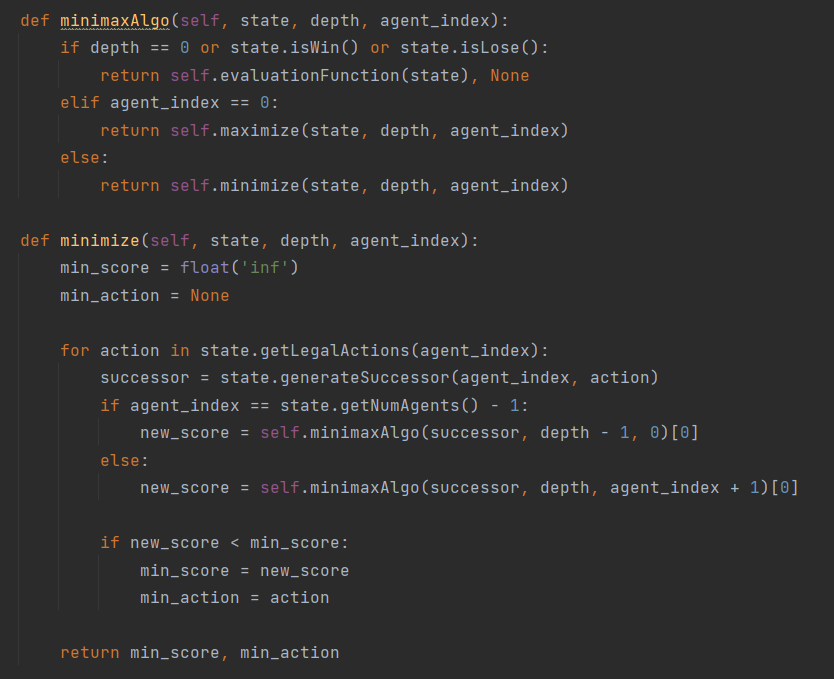 def minimaxAlgo(self, state, depth, agent_index):
    if depth == 0 or state.isWin() or state.isLose():
        return self.evaluationFunction(state), None
    elif agent_index == 0:
        return self.maximize(state, depth, agent_index)
    else:
        return self.minimize(state, depth, agent_index)

def minimize(self, state, depth, agent_index):
    min_score = float('inf')
    min_action = None

    for action in state.getLegalActions(agent_index):
        successor = state.generateSuccessor(agent_index, action)
        if agent_index == state.getNumAgents() - 1:
            new_score = self.minimaxAlgo(successor, depth - 1, 0)[0]
        else:
            new_score = self.minimaxAlgo(successor, depth, agent_index + 1)[0]

        if new_score < min_score:
            min_score = new_score
            min_action = action

    return min_score, min_action